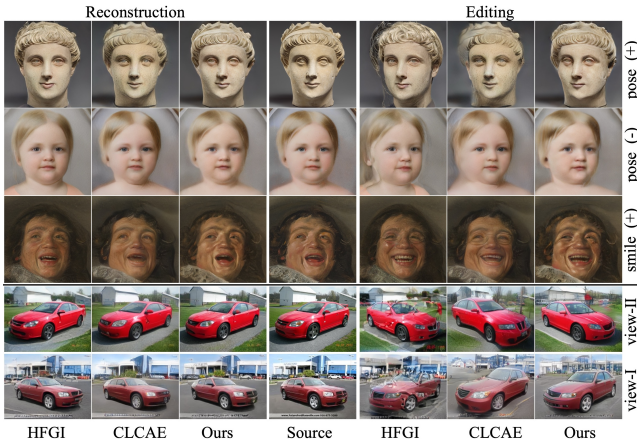 Reconstruction
Editing
pose (+)
pose (-)
smile (+)
view-II
view-I
HFGI CLCAE Ours Source HFGI CLCAE Ours